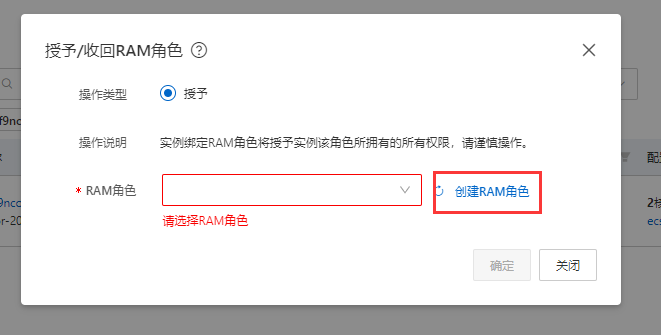 授予/收回RAM角色
操作类型 授予
操作说明 实例绑定RAM角色将授予实例该角色所拥有的所有权限，请谨慎操作。
* RAM角色 创建RAM角色
请选择RAM角色
确定 关闭
f9nc
配
f9ncc
or-20
2核
ecs